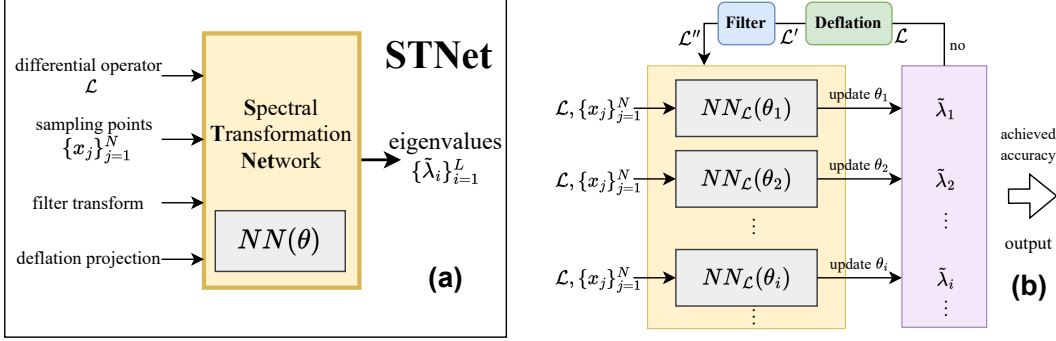 STNet
differential operator
ℒ
sampling points
{x_j}_{j=1}^N
filter transform
deflation projection
Spectral
Transformation
Network
NN(θ)
eigenvalues
{λ̃_i}_{i=1}^L
(a)
ℒ''
Filter
ℒ'
Deflation
ℒ
no
ℒ, {x_j}_{j=1}^N
NN_ℒ(θ_1)
update θ_1
λ̃_1
ℒ, {x_j}_{j=1}^N
NN_ℒ(θ_2)
update θ_2
λ̃_2
⋮
⋮
ℒ, {x_j}_{j=1}^N
NN_ℒ(θ_i)
update θ_i
λ̃_i
⋮
⋮
achieved
accuracy
output
(b)